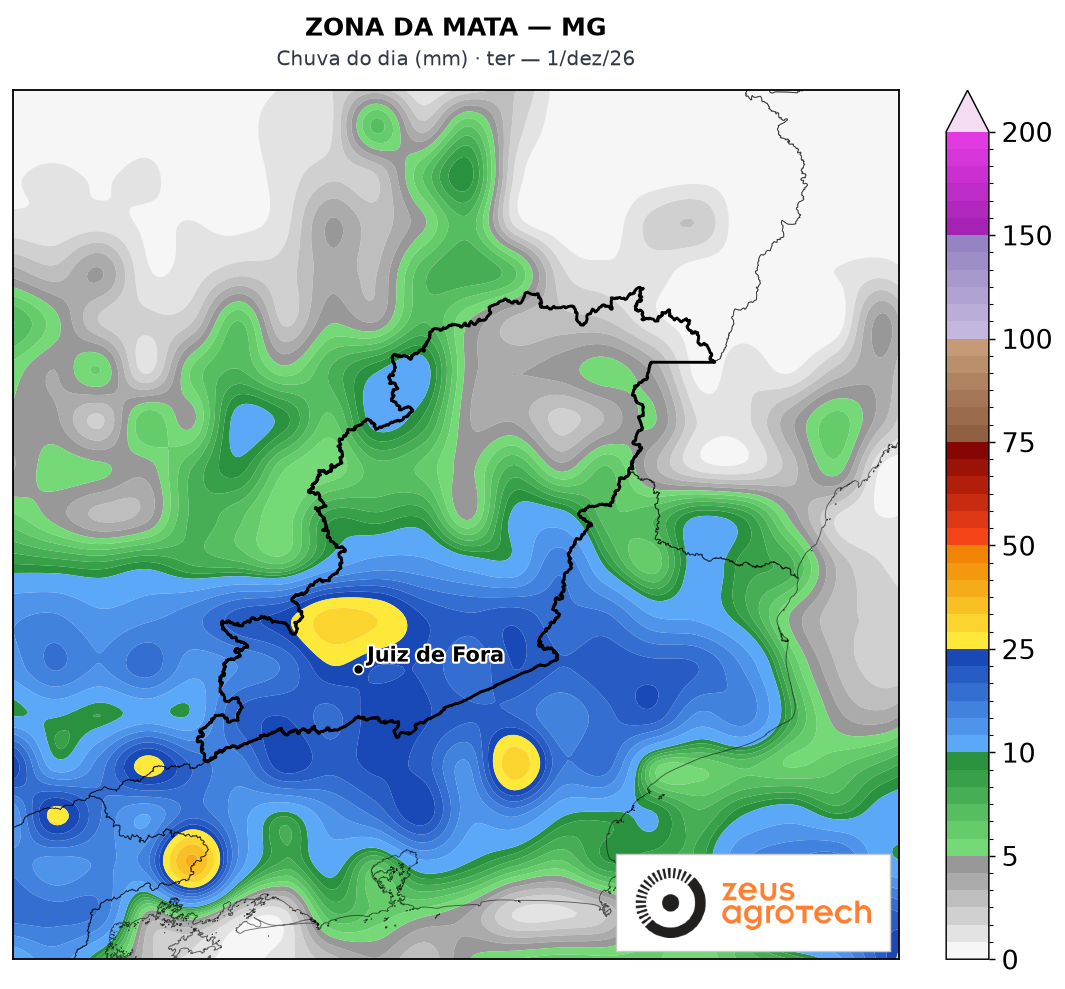 ZONA DA MATA — MG
Chuva do dia (mm) · ter — 1/dez/26
200
150
100
75
50
25
10
5
0
Juiz de Fora
zeus
agrotech